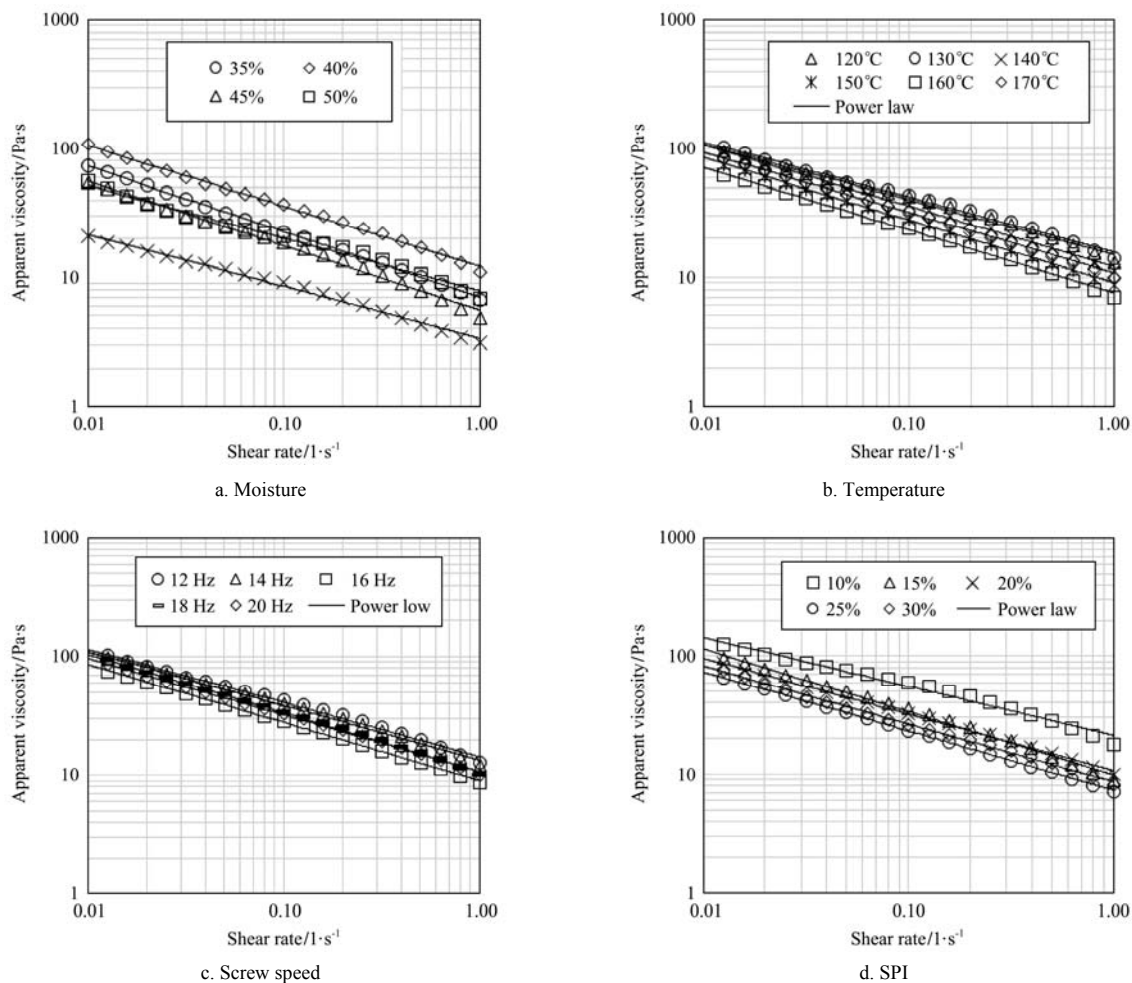 1000
100
10
1
0.01 0.10 1.00
Apparent viscosity/Pa·s
Shear rate/1·s⁻¹
35% 40%
45% 50%
a. Moisture
1000
100
10
1
0.01 0.10 1.00
Apparent viscosity/Pa·s
Shear rate/1·s⁻¹
120℃ 130℃ 140℃
150℃ 160℃ 170℃
Power law
b. Temperature
1000
100
10
1
0.01 0.10 1.00
Apparent viscosity/Pa·s
Shear rate/1·s⁻¹
12 Hz 14 Hz 16 Hz
18 Hz 20 Hz Power low
c. Screw speed
1000
100
10
1
0.01 0.10 1.00
Apparent viscosity/Pa·s
Shear rate/1·s⁻¹
10% 15% 20%
25% 30% Power law
d. SPI